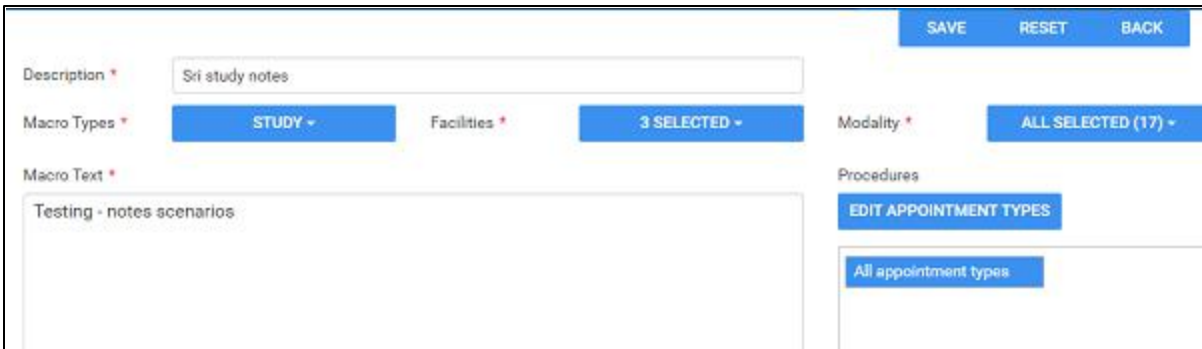 SAVE RESET BACK
Description * Sri study notes
Macro Types * STUDY Facilities * 3 SELECTED Modality * ALL SELECTED (17)
Macro Text * Procedures
Testing - notes scenarios EDIT APPOINTMENT TYPES
All appointment types